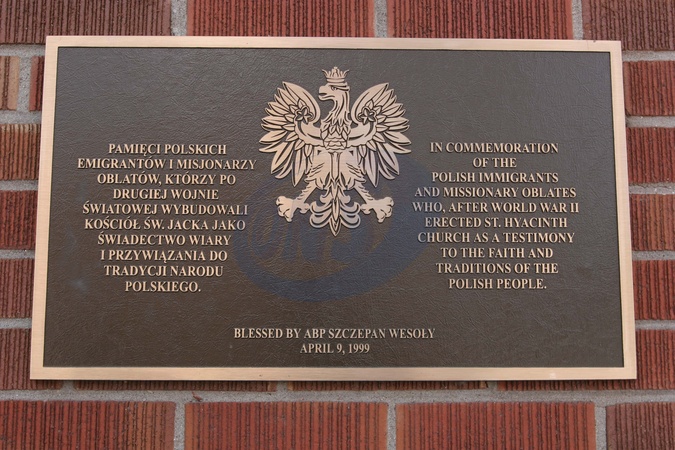 PAMIĘCI POLSKICH
EMIGRANTÓW I MISJONARZY
OBLATÓW, KTÓRZY PO
DRUGIEJ WOJNIE
ŚWIATOWEJ WYBUDOWALI
KOŚCIÓŁ ŚW. JACKA JAKO
ŚWIADECTWO WIARY
I PRZYWIĄZANIA DO
TRADYCJI NARODU
POLSKIEGO.
IN COMMEMORATION
OF THE
POLISH IMMIGRANTS
AND MISSIONARY OBLATES
WHO, AFTER WORLD WAR II
ERECTED ST. HYACINTH
CHURCH AS A TESTIMONY
TO THE FAITH AND
TRADITIONS OF THE
POLISH PEOPLE.
BLESSED BY ABP SZCZEPAN WESOŁY
APRIL 9, 1999